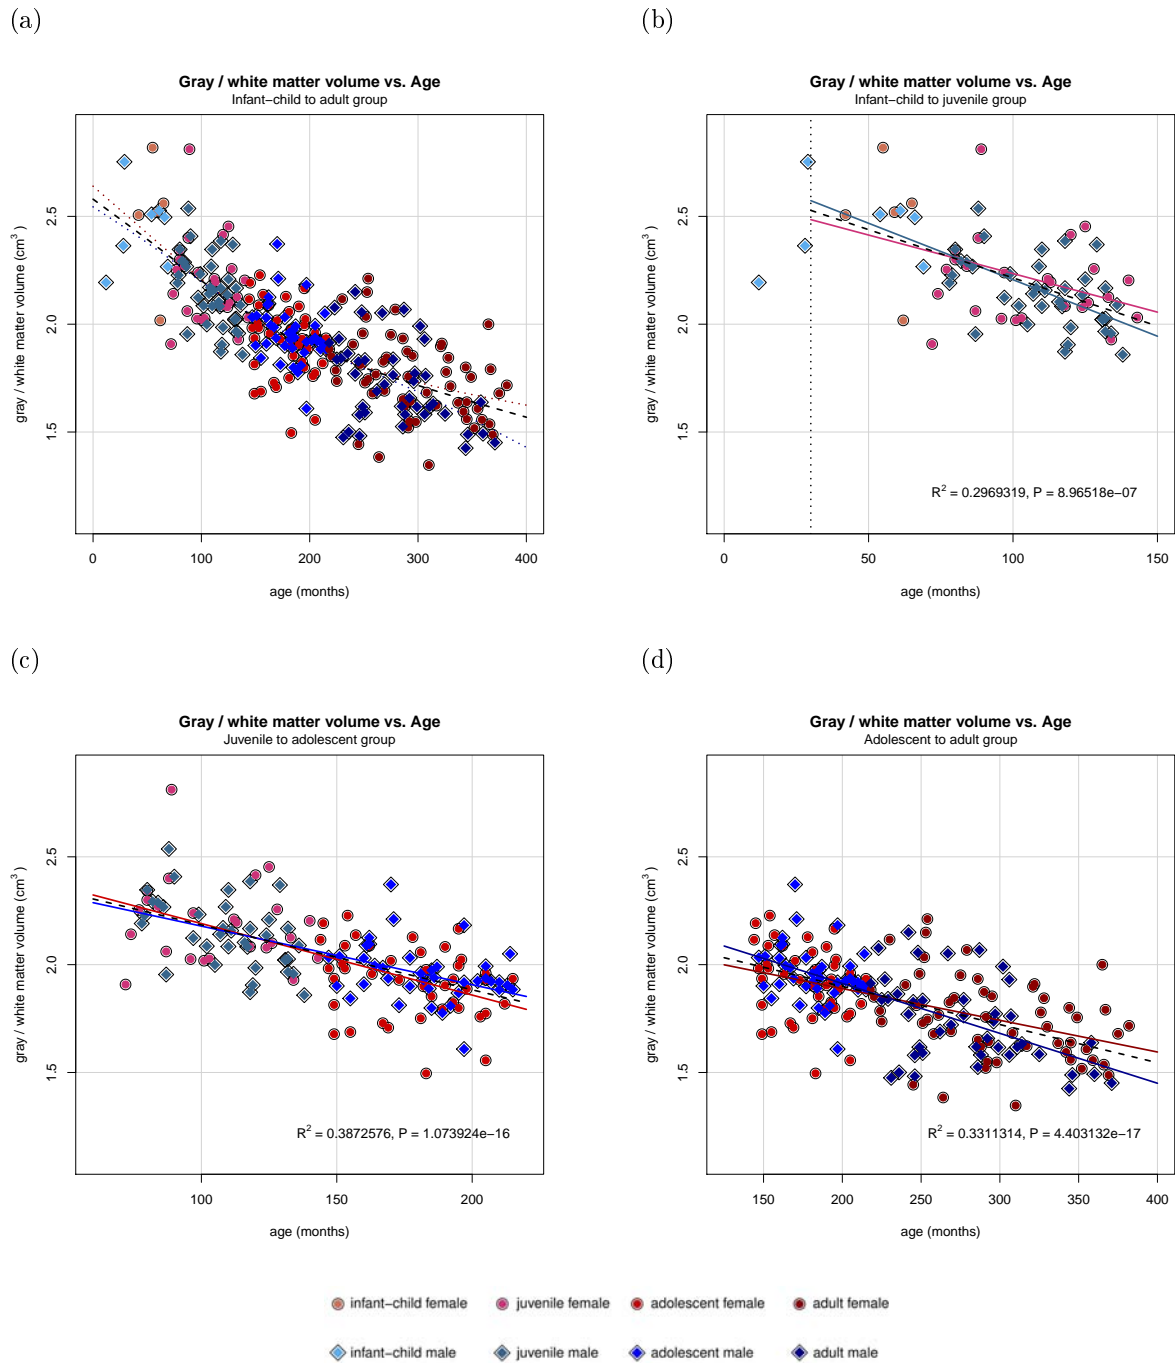 (a)
Gray / white matter volume vs. Age
Infant−child to adult group
gray / white matter volume (cm3 )
2.5
2.0
1.5
0 100 200 300 400
age (months)
(b)
Gray / white matter volume vs. Age
Infant−child to juvenile group
gray / white matter volume (cm3 )
2.5
2.0
1.5
R2 = 0.2969319, P = 8.96518e−07
0 50 100 150
age (months)
(c)
Gray / white matter volume vs. Age
Juvenile to adolescent group
gray / white matter volume (cm3 )
2.5
2.0
1.5
R2 = 0.3872576, P = 1.073924e−16
100 150 200
age (months)
(d)
Gray / white matter volume vs. Age
Adolescent to adult group
gray / white matter volume (cm3 )
2.5
2.0
1.5
R2 = 0.3311314, P = 4.403132e−17
150 200 250 300 350 400
age (months)
infant−child female juvenile female adolescent female adult female
infant−child male juvenile male adolescent male adult male